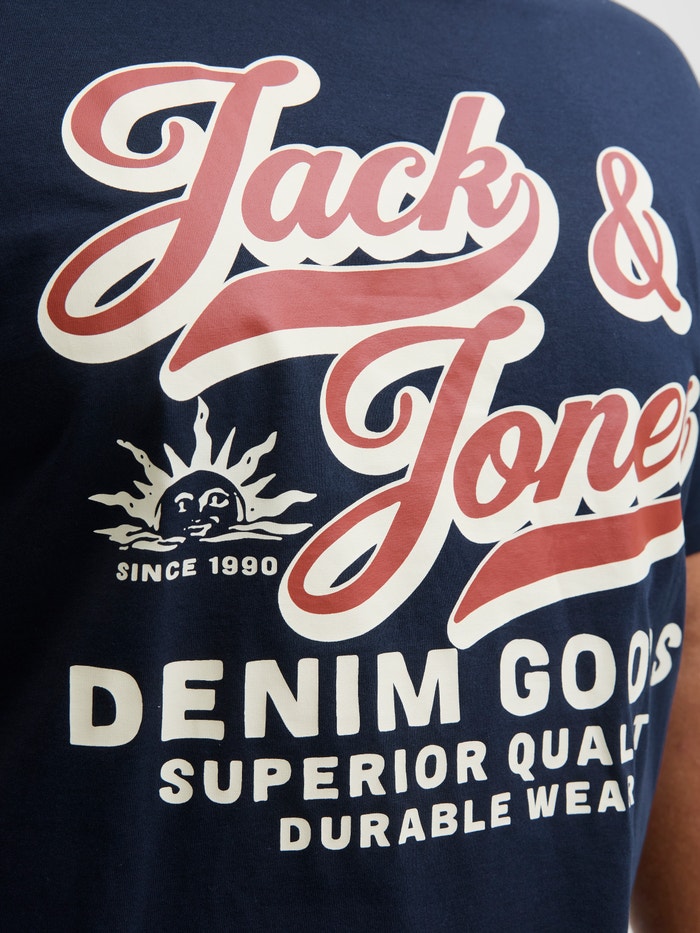 Jack &
Jones
SINCE 1990
DENIM GOODS
SUPERIOR QUALIT
DURABLE WEAR